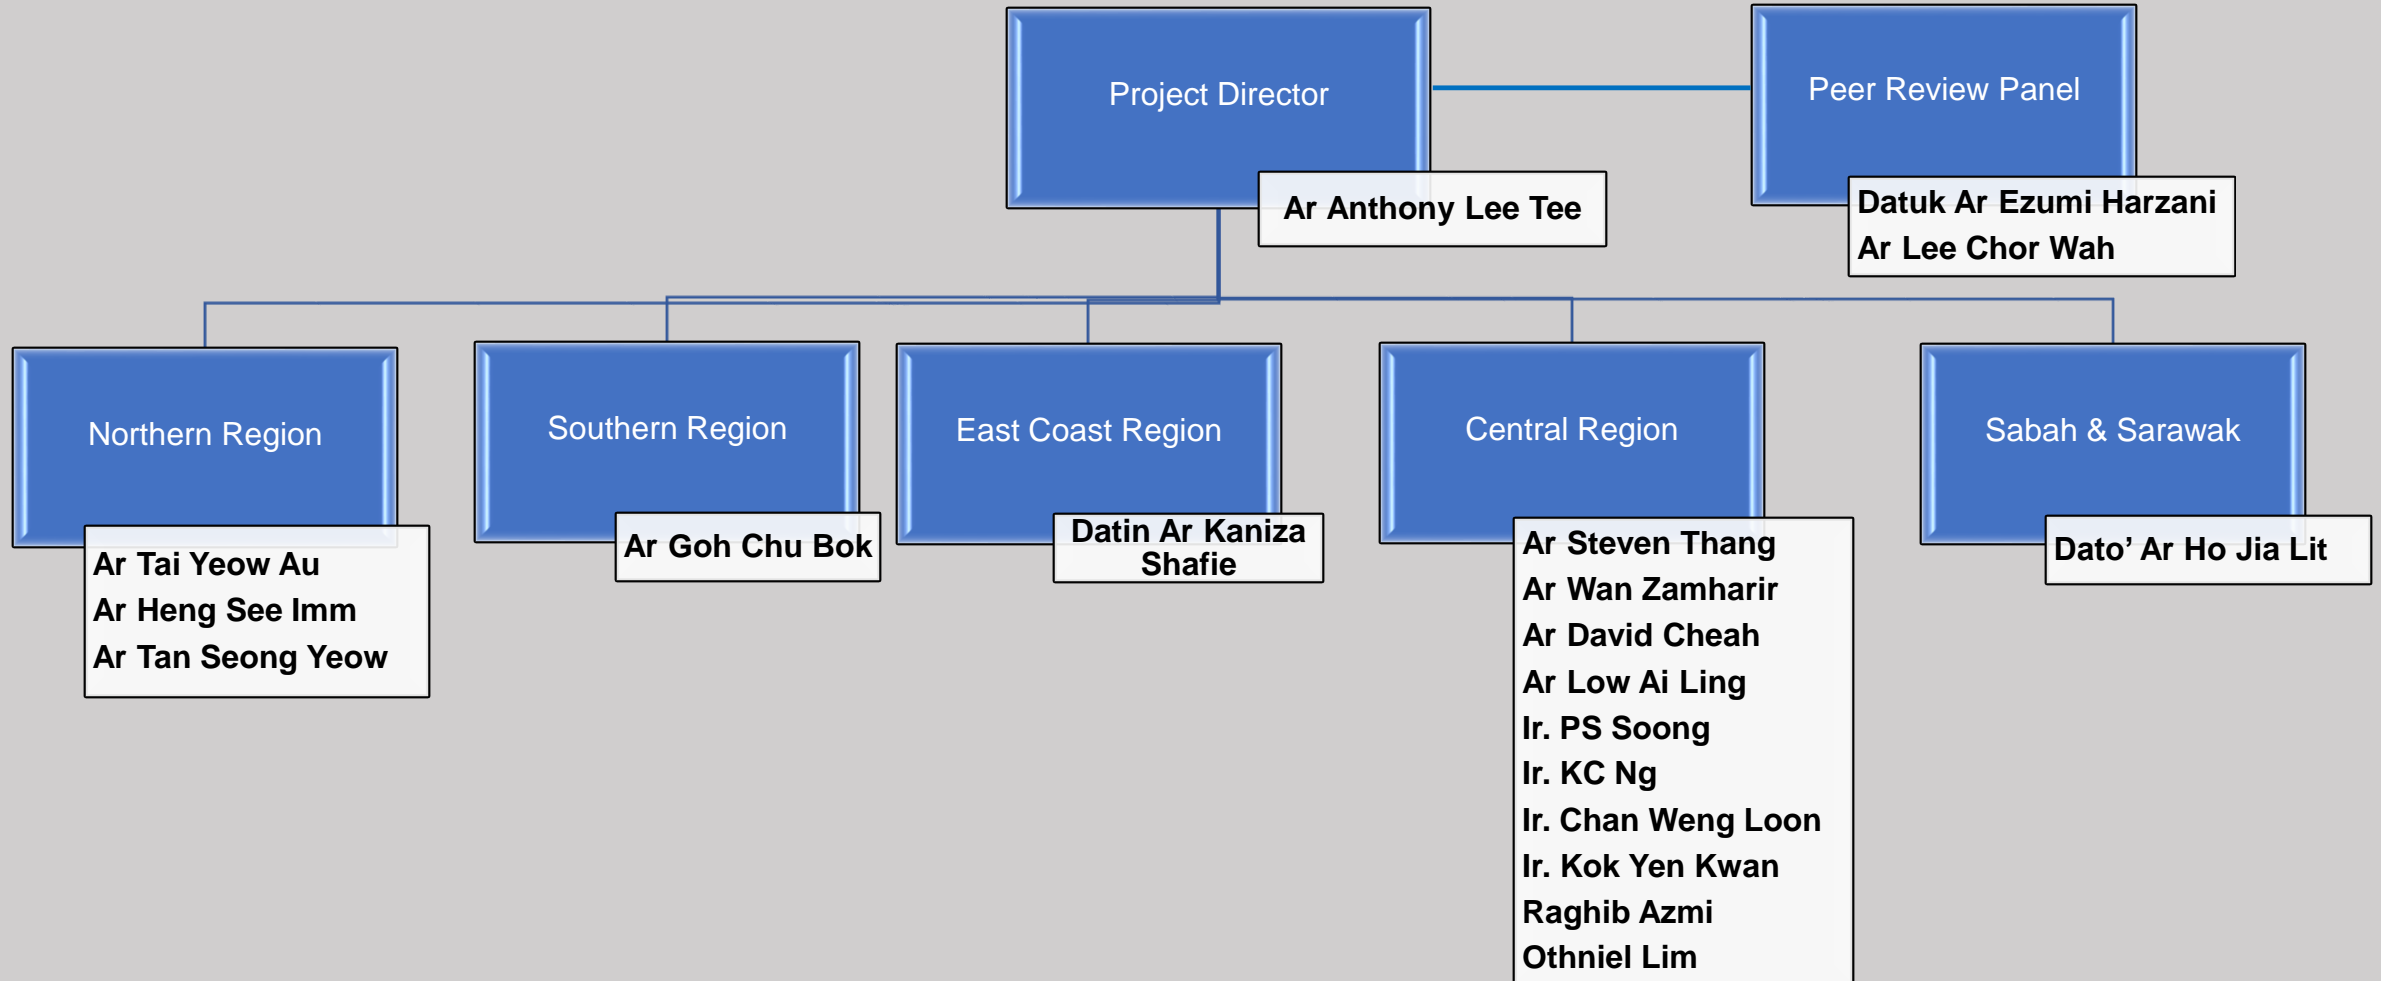 Project Director
Ar Anthony Lee Tee
Peer Review Panel
Datuk Ar Ezumi Harzani
Ar Lee Chor Wah
Northern Region
Ar Tai Yeow Au
Ar Heng See Imm
Ar Tan Seong Yeow
Southern Region
Ar Goh Chu Bok
East Coast Region
Datin Ar Kaniza
Shafie
Central Region
Ar Steven Thang
Ar Wan Zamharir
Ar David Cheah
Ar Low Ai Ling
Ir. PS Soong
Ir. KC Ng
Ir. Chan Weng Loon
Ir. Kok Yen Kwan
Raghib Azmi
Othniel Lim
Sabah & Sarawak
Dato’ Ar Ho Jia Lit